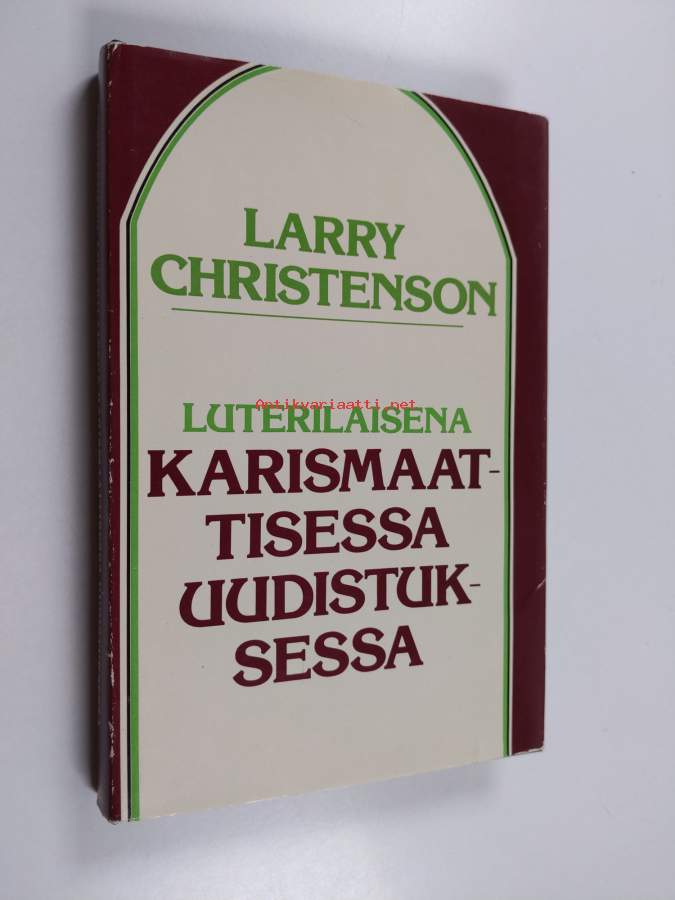 LARRY
CHRISTENSON
Antikvariaatti.net
LUTERILAISENA
KARISMAAT-
TISESSA
UUDISTUK-
SESSA